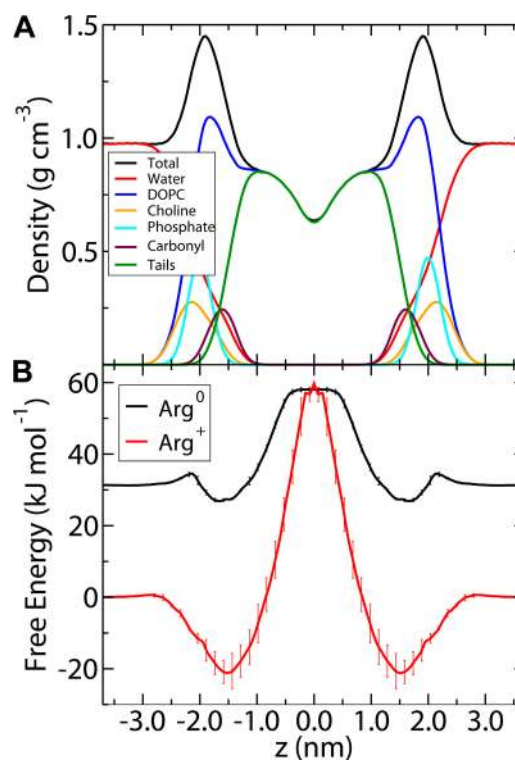 A
1.5
1.0
0.5
Density (g cm⁻³)
Total
Water
DOPC
Choline
Phosphate
Carbonyl
Tails
B
60
40
20
0
-20
Free Energy (kJ mol⁻¹)
Arg⁰
Arg⁺
-3.0 -2.0 -1.0 0.0 1.0 2.0 3.0
z (nm)